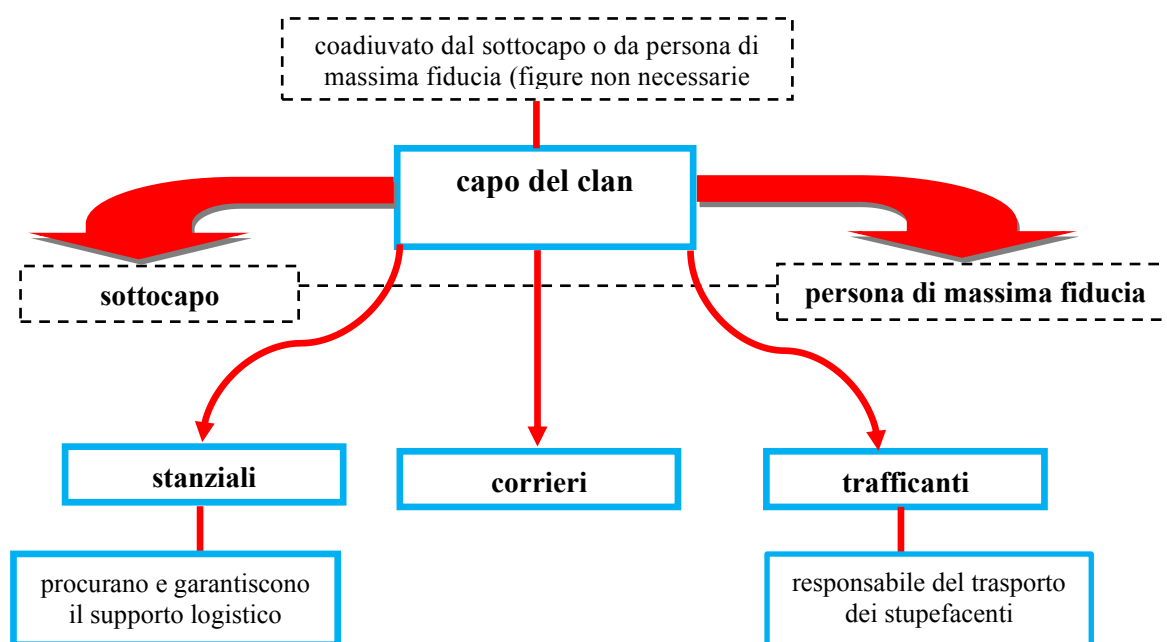 coadiuvato dal sottocapo o da persona di
massima fiducia (figure non necessarie
capo del clan
sottocapo
persona di massima fiducia
stanziali
corrieri
trafficanti
procurano e garantiscono
il supporto logistico
responsabile del trasporto
dei stupefacenti